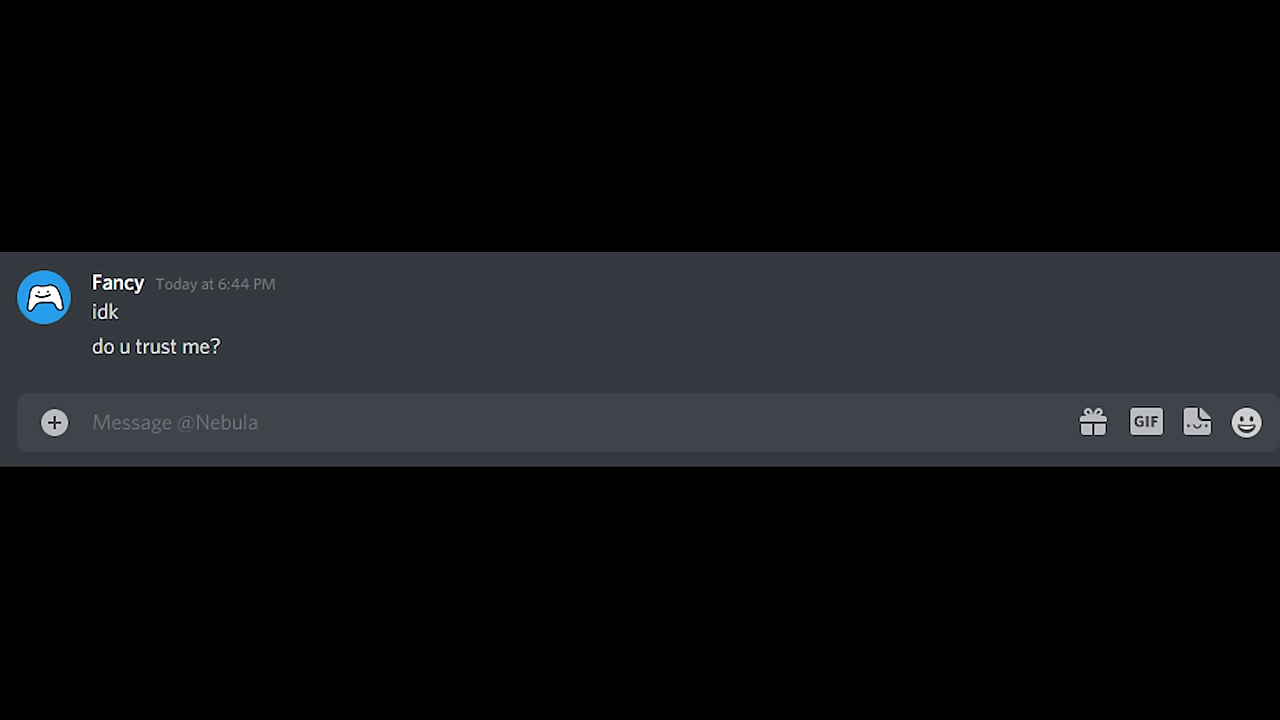 Fancy Today at 6:44 PM
idk
do u trust me?
Message @Nebula
GIF